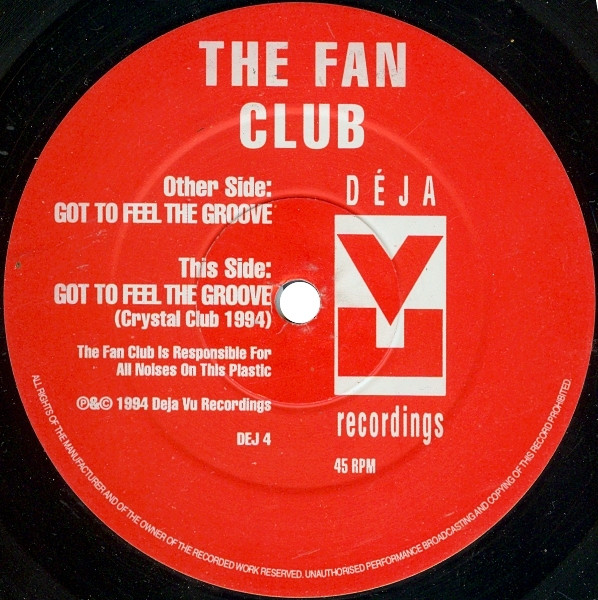 THE FAN
CLUB
Other Side:
GOT TO FEEL THE GROOVE
This Side:
GOT TO FEEL THE GROOVE
(Crystal Club 1994)
The Fan Club Is Responsible For
All Noises On This Plastic
℗&© 1994 Deja Vu Recordings
DEJ 4
DÉJA
VU
recordings
45 RPM
ALL RIGHTS OF THE MANUFACTURER AND OF THE OWNER OF THE RECORDED WORK RESERVED. UNAUTHORISED PERFORMANCE BROADCASTING AND COPYING OF THIS RECORD PROHIBITED.